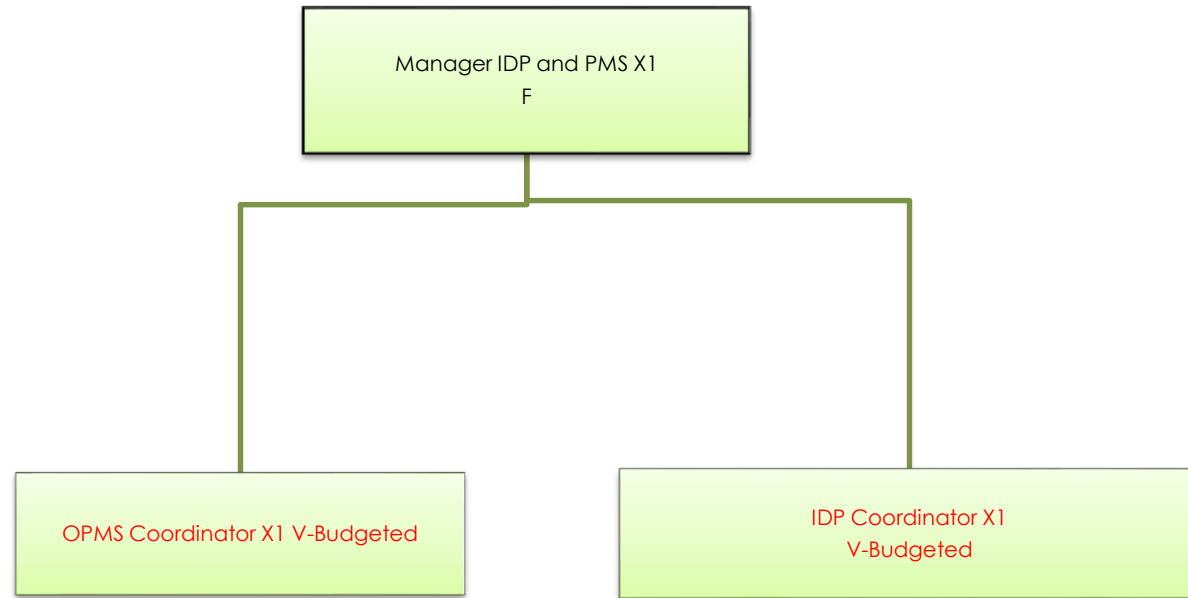 Manager IDP and PMS X1
F
OPMS Coordinator X1 V-Budgeted
IDP Coordinator X1
V-Budgeted